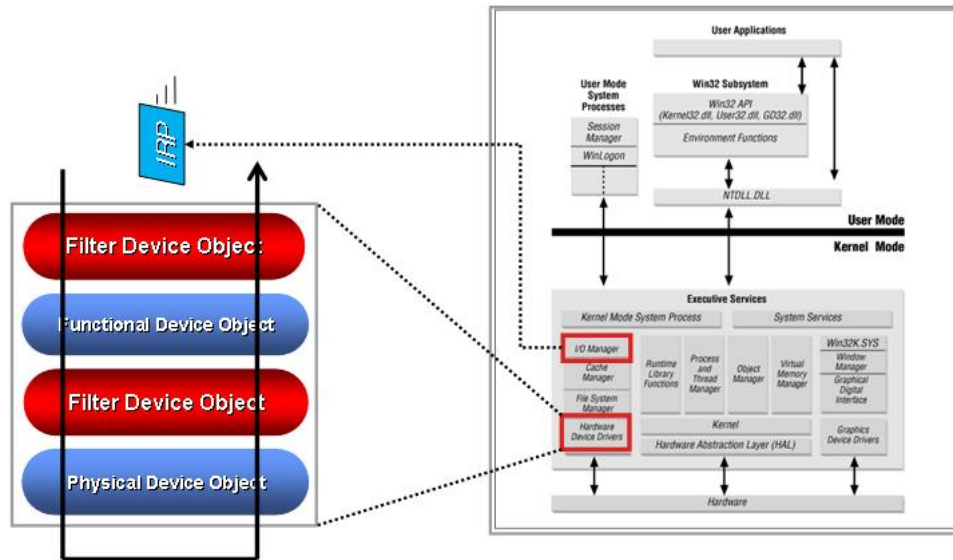 IRP
Filter Device Object
Functional Device Object
Filter Device Object
Physical Device Object
User Applications
User Mode
System
Processes
Session
Manager
WinLogon
Win32 Subsystem
Win32 API
(Kernel32.dll, User32.dll, GD32.dll)
Environment Functions
NTDLL.DLL
User Mode
Kernel Mode
Executive Services
Kernel Mode System Process
System Services
I/O Manager
Cache
Manager
File System
Manager
Hardware
Device Drivers
Runtime
Library
Functions
Process
and
Thread
Manager
Object
Manager
Virtual
Memory
Manager
Win32K.SYS
Window
Manager
Graphical
Digital
Interface
Kernel
Hardware Abstraction Layer (HAL)
Graphics
Device Drivers
Hardware